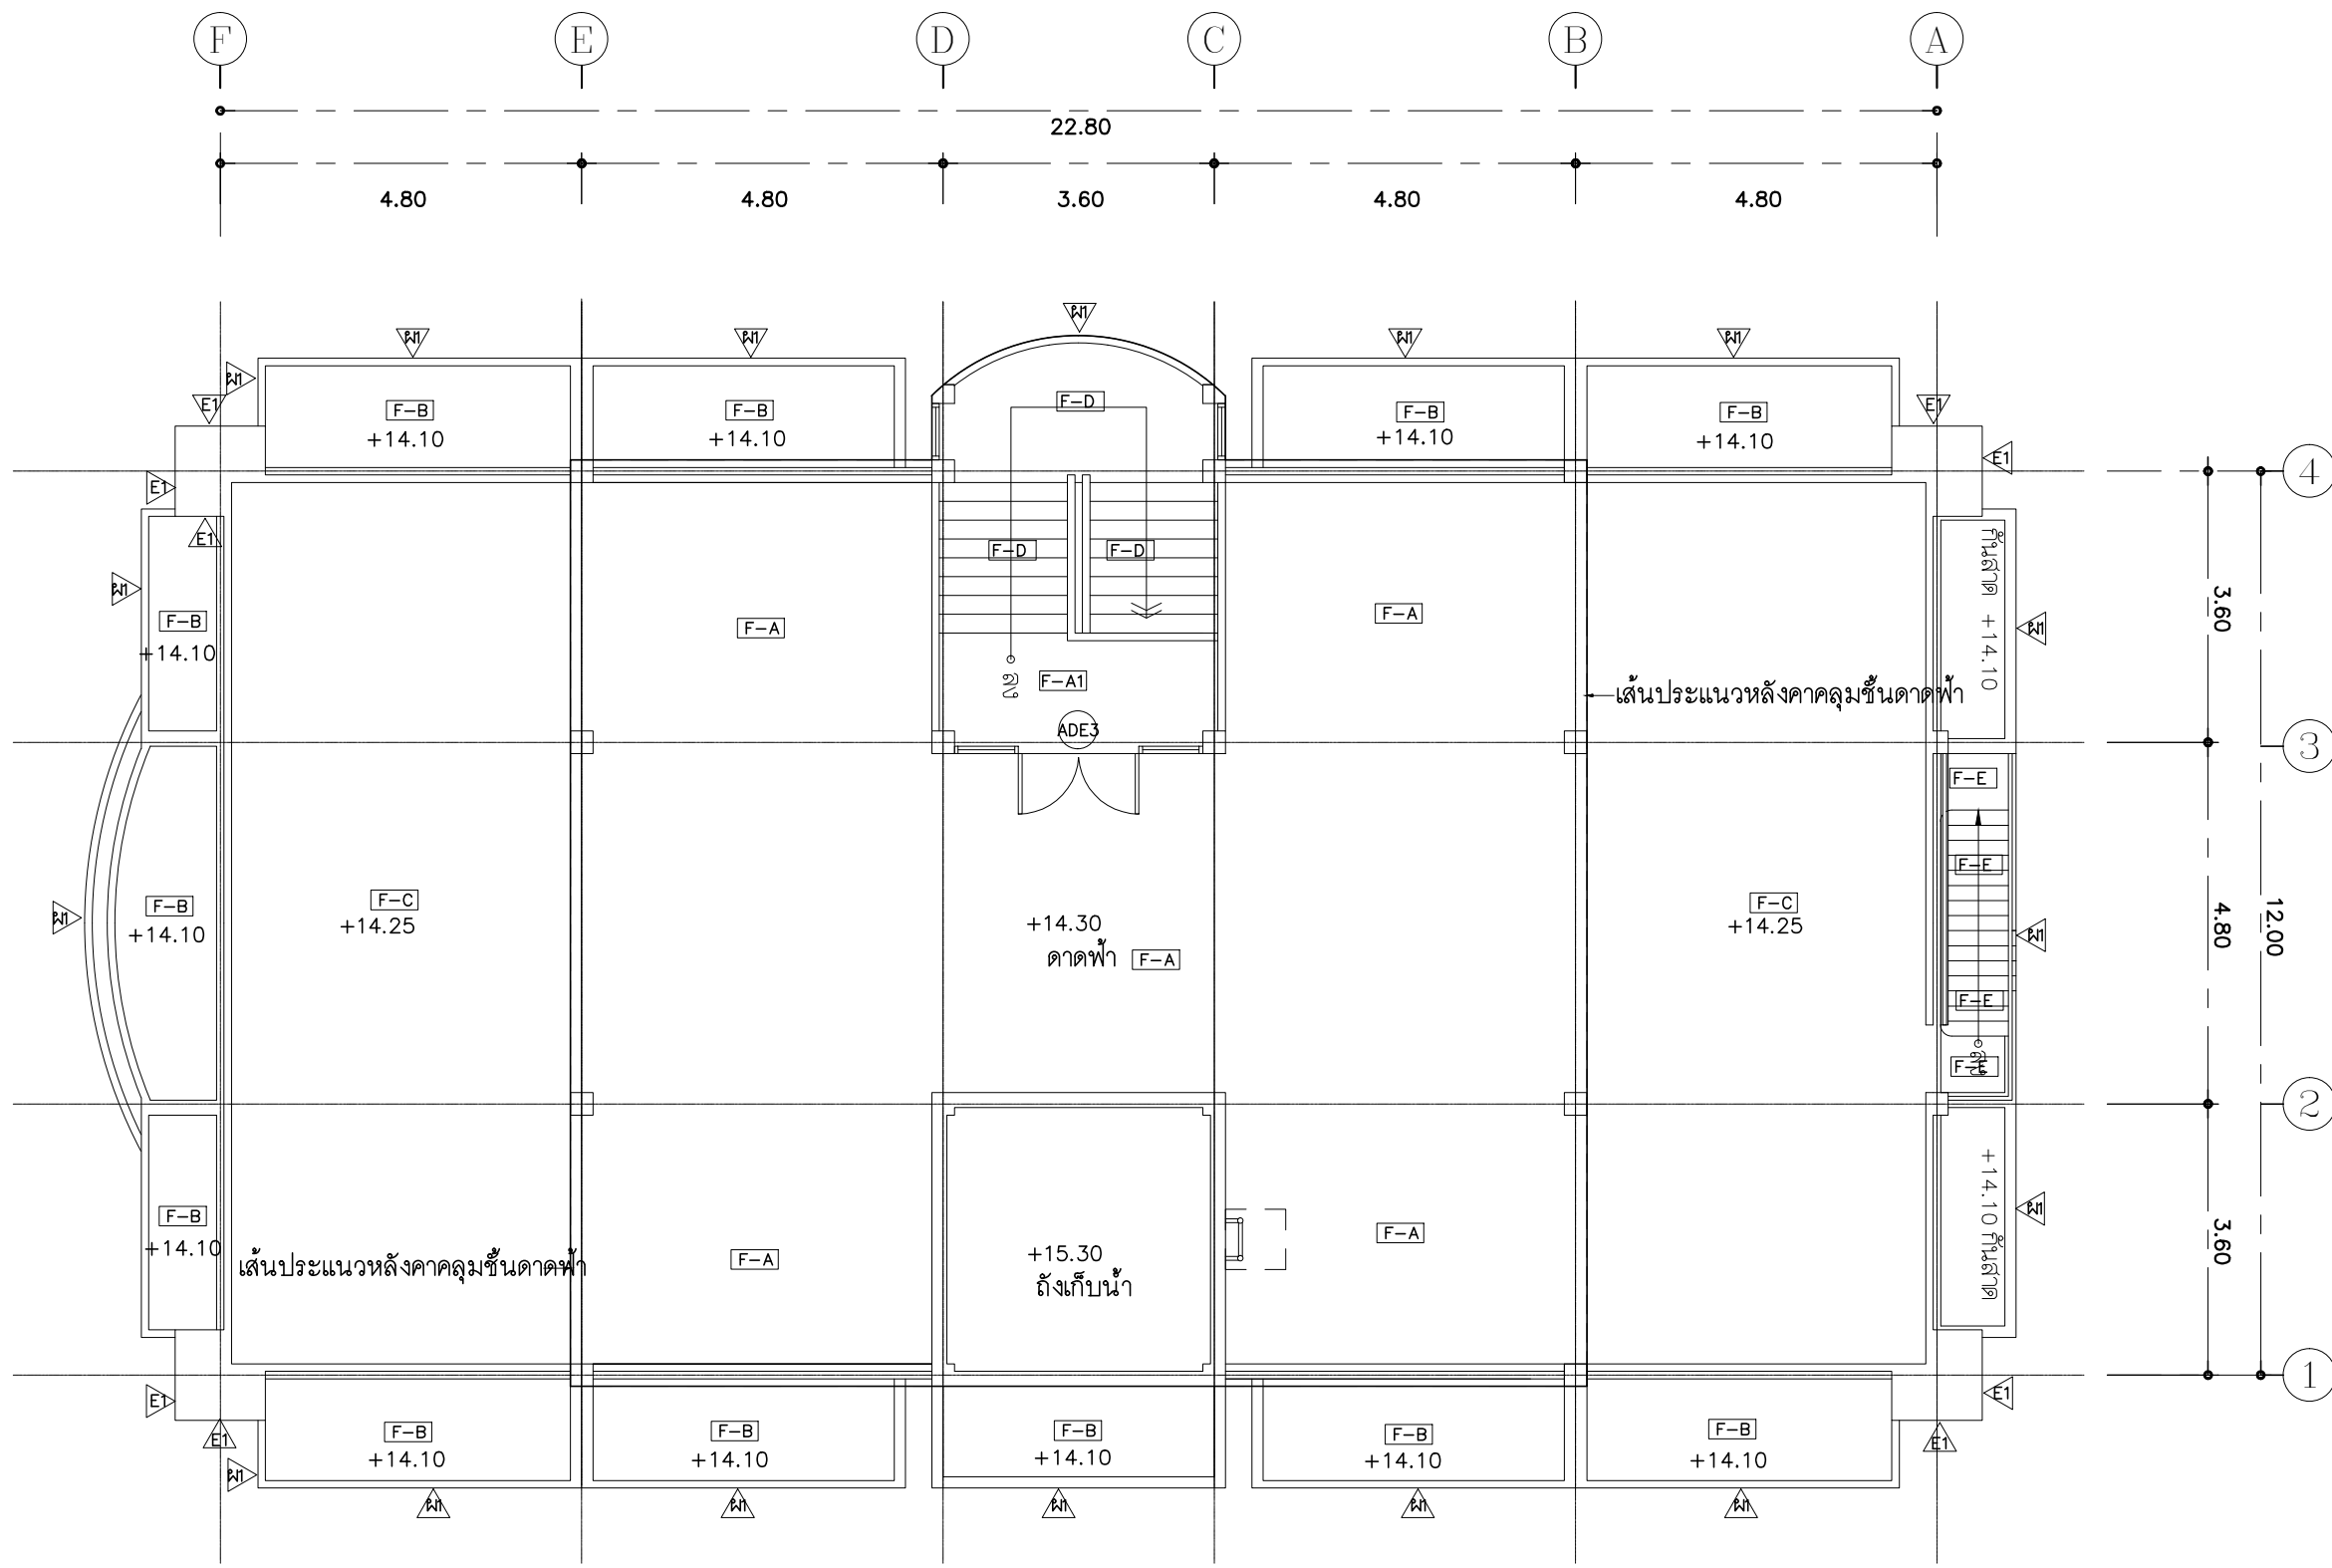 F E D C B A
22.80
4.80 4.80 3.60 4.80 4.80
ผ1
ผ1 ผ1 ผ1 ผ1
ผ1
E1 E1
F-D
F-B F-B F-B F-B
+14.10 +14.10 +14.10 +14.10
E1
4
E1
E1
F-D F-D
กันสาด +14.10
ผ1
3.60
F-B
F-A F-A
ผ1
+14.10
ลง
F-A1
เส้นประแนวหลังคาคลุมชั้นดาดฟ้า
ADE3
3
F-E
F-E
F-C
+14.25
F-B
+14.10
ผ1
+14.30
ดาดฟ้า F-A
F-C
+14.25
ผ1
4.80
12.00
F-E
ลง
F-E
2
F-B
+14.10
เส้นประแนวหลังคาคลุมชั้นดาดฟ้า
F-A
+15.30
ถังเก็บน้ำ
F-A
+14.10 กันสาด
ผ1
3.60
1
E1 E1
E1 E1
F-B F-B F-B F-B F-B
+14.10 +14.10 +14.10 +14.10 +14.10
ผ1
ผ1 ผ1 ผ1 ผ1 ผ1